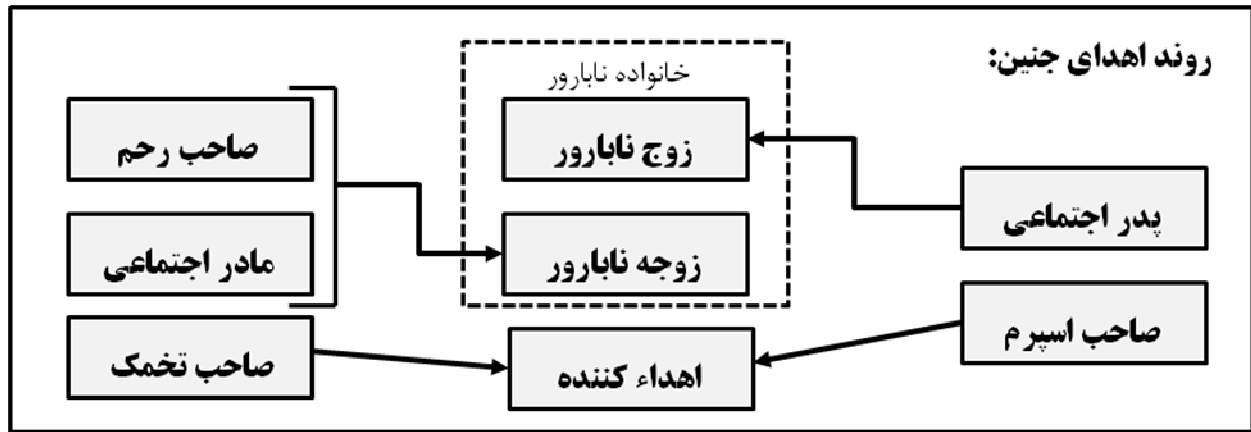 روند اهدای جنین:
خانواده نابارور
زوج نابارور
صاحب رحم
پدر اجتماعی
زوجه نابارور
مادر اجتماعی
صاحب اسپرم
اهداء کننده
صاحب تخمک